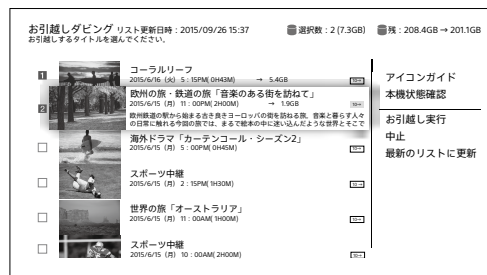 お引越しダビング リスト更新日時：2015/09/26 15:37
お引越しするタイトルを選んでください。
選択数：2 (7.3GB)
残：208.4GB → 201.1GB
1
コーラルリーフ
2015/6/16（火） 5：15PM( 0H43M) → 5.4GB
10→
2
欧州の旅・鉄道の旅「音楽のある街を訪ねて」
2015/6/15（月） 11：00PM( 2H00M) → 1.9GB
10→
欧州鉄道の駅から始まる古き良きヨーロッパの街を訪ねる旅、音楽と暮らす人々
の日常に触れる今回の旅では、まるで絵本の中に迷い込んだような世界とそこで
海外ドラマ「カーテンコール・シーズン2」
2015/6/15（月） 5：00PM( 0H45M)
10→
スポーツ中継
2015/6/15（月） 2：15PM( 1H30M)
10→
世界の旅「オーストラリア」
2015/6/15（月） 11：00AM( 1H00M)
10→
スポーツ中継
2015/6/15（月） 10：00AM( 2H00M)
10→
アイコンガイド
本機状態確認
お引越し実行
中止
最新のリストに更新